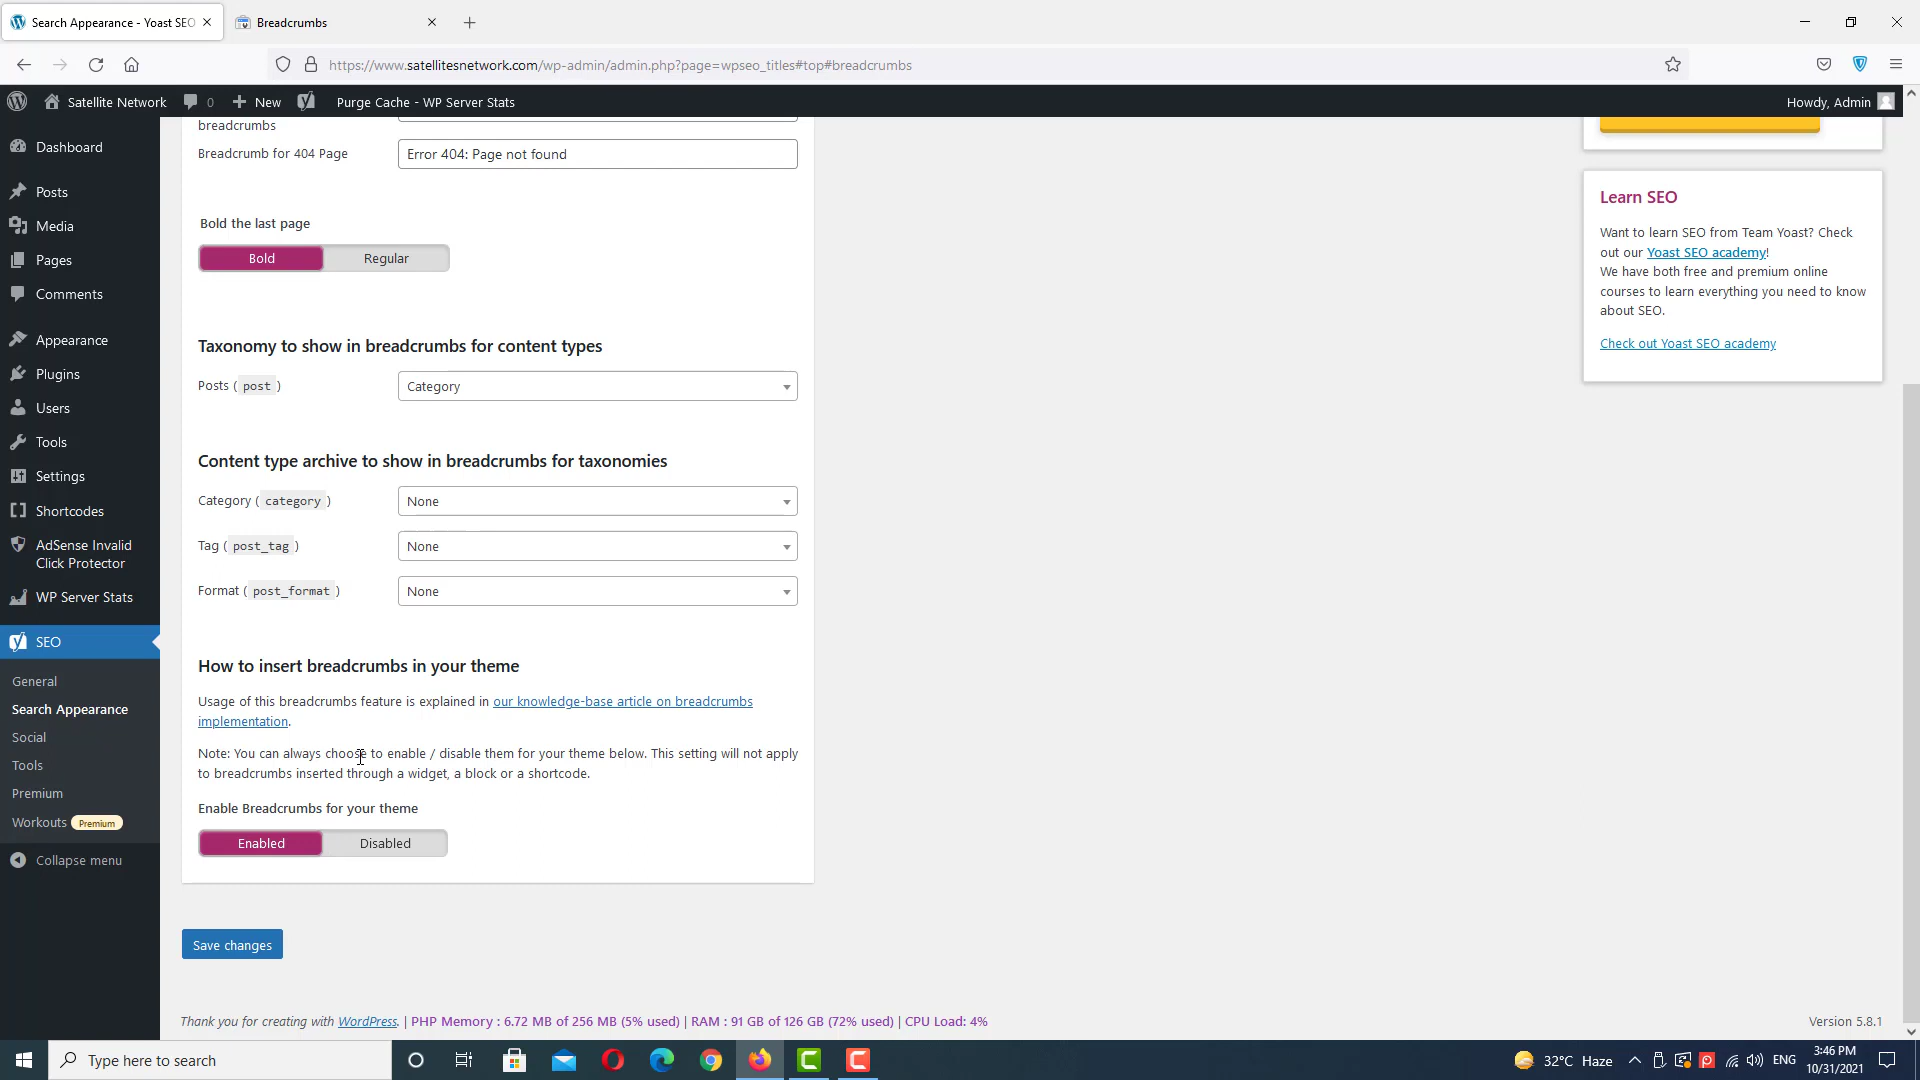 Search Appearance - Yoast SEO
Breadcrumbs
https://www.satellitesnetwork.com/wp-admin/admin.php?page=wpseo_titles#top#breadcrumbs
Satellite Network
0
New
Purge Cache - WP Server Stats
Howdy, Admin
Dashboard
Posts
Media
Pages
Comments
Appearance
Plugins
Users
Tools
Settings
Shortcodes
AdSense Invalid
Click Protector
WP Server Stats
SEO
General
Search Appearance
Social
Tools
Premium
Workouts Premium
Collapse menu
breadcrumbs
Breadcrumb for 404 Page
Error 404: Page not found
Bold the last page
Bold
Regular
Taxonomy to show in breadcrumbs for content types
Posts ( post )
Category
Content type archive to show in breadcrumbs for taxonomies
Category ( category )
None
Tag ( post_tag )
None
Format ( post_format )
None
How to insert breadcrumbs in your theme
Usage of this breadcrumbs feature is explained in our knowledge-base article on breadcrumbs
implementation.
Note: You can always choose to enable / disable them for your theme below. This setting will not apply
to breadcrumbs inserted through a widget, a block or a shortcode.
Enable Breadcrumbs for your theme
Enabled
Disabled
Save changes
Learn SEO
Want to learn SEO from Team Yoast? Check
out our Yoast SEO academy!
We have both free and premium online
courses to learn everything you need to know
about SEO.
Check out Yoast SEO academy
Thank you for creating with WordPress. | PHP Memory : 6.72 MB of 256 MB (5% used) | RAM : 91 GB of 126 GB (72% used) | CPU Load: 4%
Version 5.8.1
Type here to search
32°C Haze
ENG
3:46 PM
10/31/2021